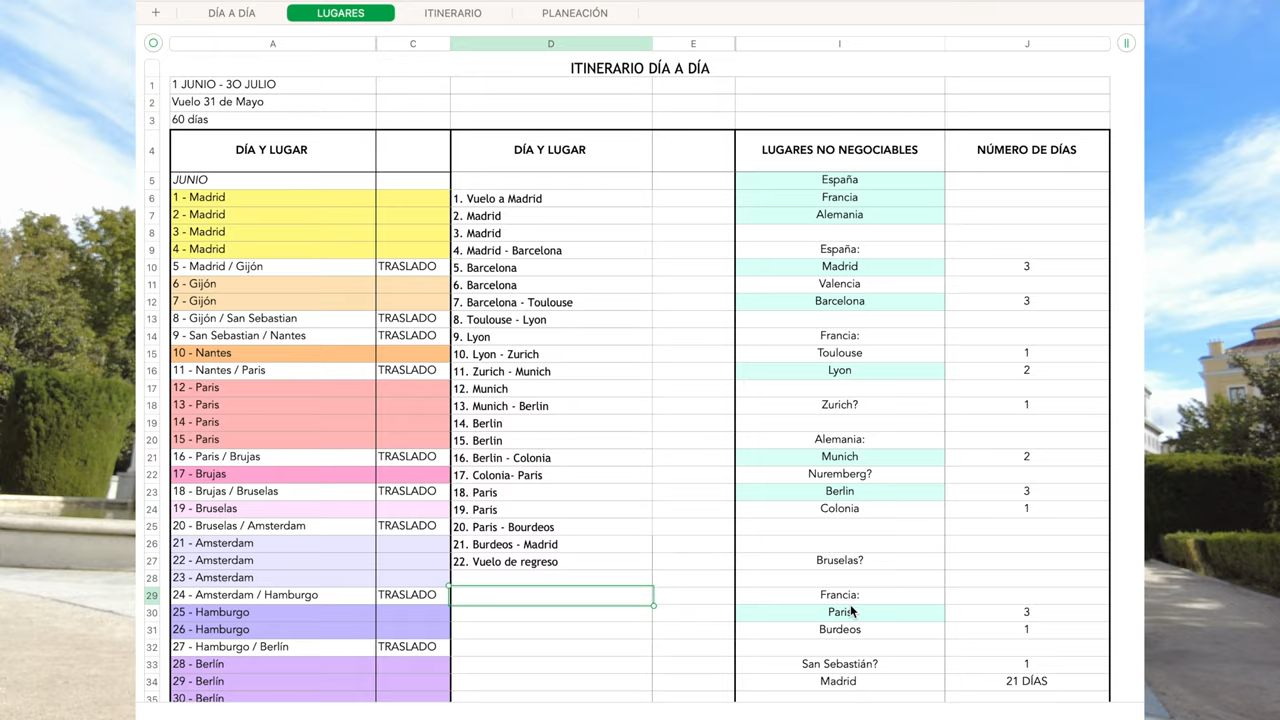 + DÍA A DÍA LUGARES ITINERARIO PLANEACIÓN
A C D E I J
ITINERARIO DÍA A DÍA
1 1 JUNIO - 3O JULIO
2 Vuelo 31 de Mayo
3 60 días
4 DÍA Y LUGAR DÍA Y LUGAR LUGARES NO NEGOCIABLES NÚMERO DE DÍAS
5 JUNIO España
6 1 - Madrid 1. Vuelo a Madrid Francia
7 2 - Madrid 2. Madrid Alemania
8 3 - Madrid 3. Madrid
9 4 - Madrid 4. Madrid - Barcelona España:
10 5 - Madrid / Gijón TRASLADO 5. Barcelona Madrid 3
11 6 - Gijón 6. Barcelona Valencia
12 7 - Gijón 7. Barcelona - Toulouse Barcelona 3
13 8 - Gijón / San Sebastian TRASLADO 8. Toulouse - Lyon
14 9 - San Sebastian / Nantes TRASLADO 9. Lyon Francia:
15 10 - Nantes 10. Lyon - Zurich Toulouse 1
16 11 - Nantes / Paris TRASLADO 11. Zurich - Munich Lyon 2
17 12 - Paris 12. Munich
18 13 - Paris 13. Munich - Berlin Zurich? 1
19 14 - Paris 14. Berlin
20 15 - Paris 15. Berlin Alemania:
21 16 - Paris / Brujas TRASLADO 16. Berlin - Colonia Munich 2
22 17 - Brujas 17. Colonia- Paris Nuremberg?
23 18 - Brujas / Bruselas TRASLADO 18. Paris Berlin 3
24 19 - Bruselas 19. Paris Colonia 1
25 20 - Bruselas / Amsterdam TRASLADO 20. Paris - Bourdeos
26 21 - Amsterdam 21. Burdeos - Madrid
27 22 - Amsterdam 22. Vuelo de regreso Bruselas?
28 23 - Amsterdam
29 24 - Amsterdam / Hamburgo TRASLADO Francia:
30 25 - Hamburgo Paris 3
31 26 - Hamburgo Burdeos 1
32 27 - Hamburgo / Berlín TRASLADO
33 28 - Berlín San Sebastián? 1
34 29 - Berlín Madrid 21 DÍAS
35 30 - Berlín